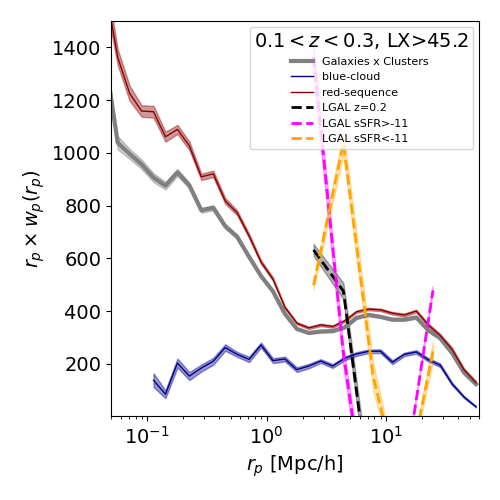 0.1 < z < 0.3, LX>45.2
Galaxies x Clusters
blue-cloud
red-sequence
LGAL z=0.2
LGAL sSFR>-11
LGAL sSFR<-11
1400
1200
1000
800
600
400
200
r_p × w_p(r_p)
10^{-1}
10^{0}
10^{1}
r_p [Mpc/h]